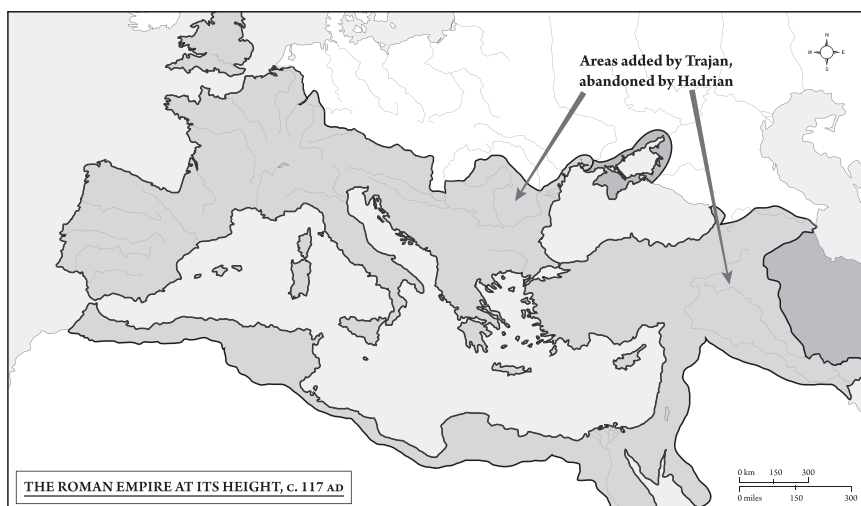 Areas added by Trajan,
abandoned by Hadrian
N
W E
S
THE ROMAN EMPIRE AT ITS HEIGHT, C. 117 AD
0 km 150 300
0 miles 150 300